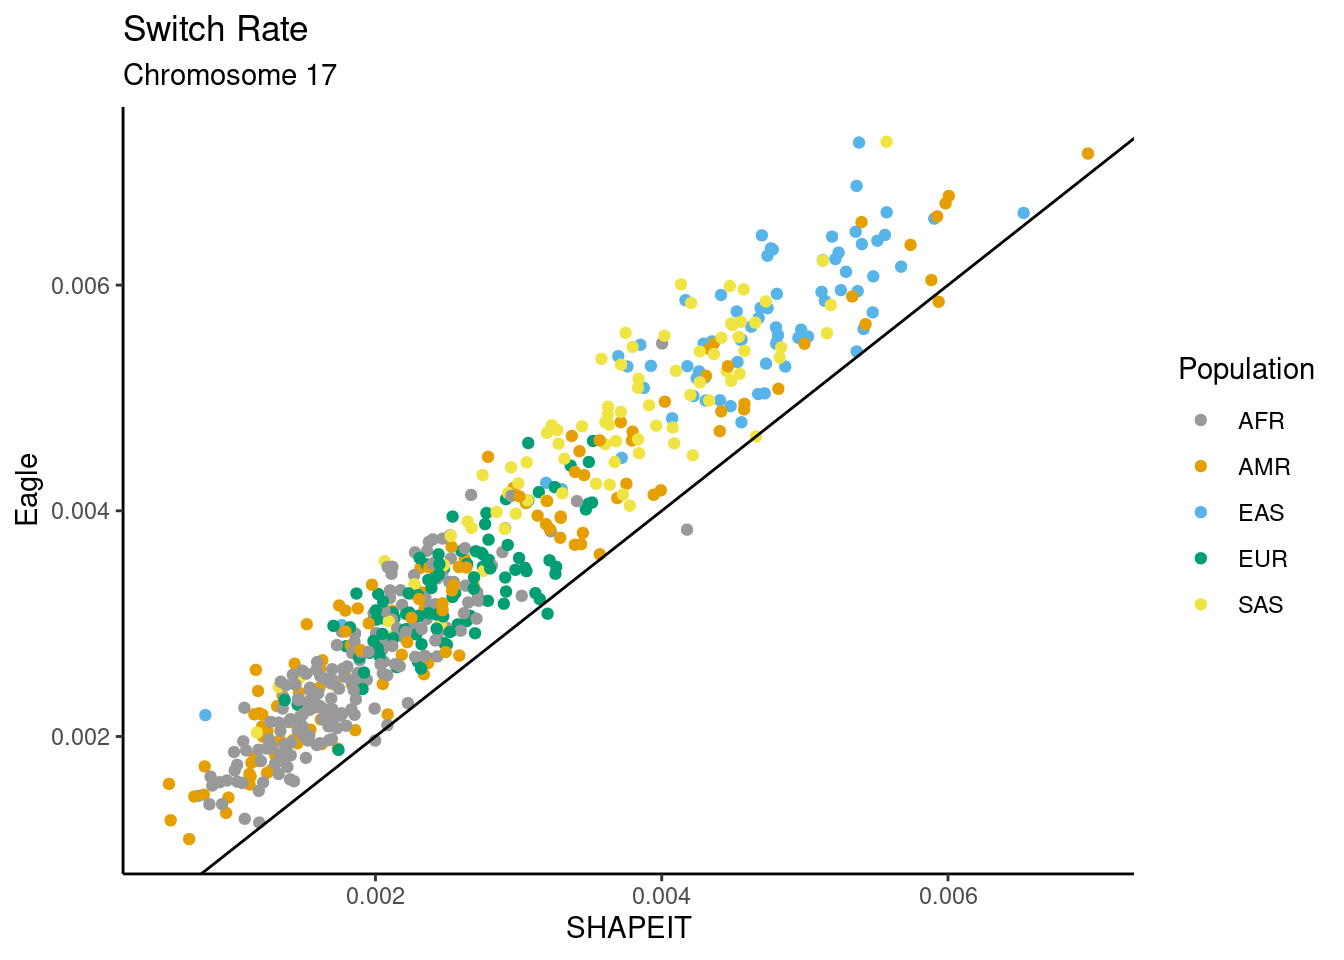 Switch Rate
Chromosome 17
Eagle
0.006
0.004
0.002
0.002
0.004
0.006
SHAPEIT
Population
AFR
AMR
EAS
EUR
SAS